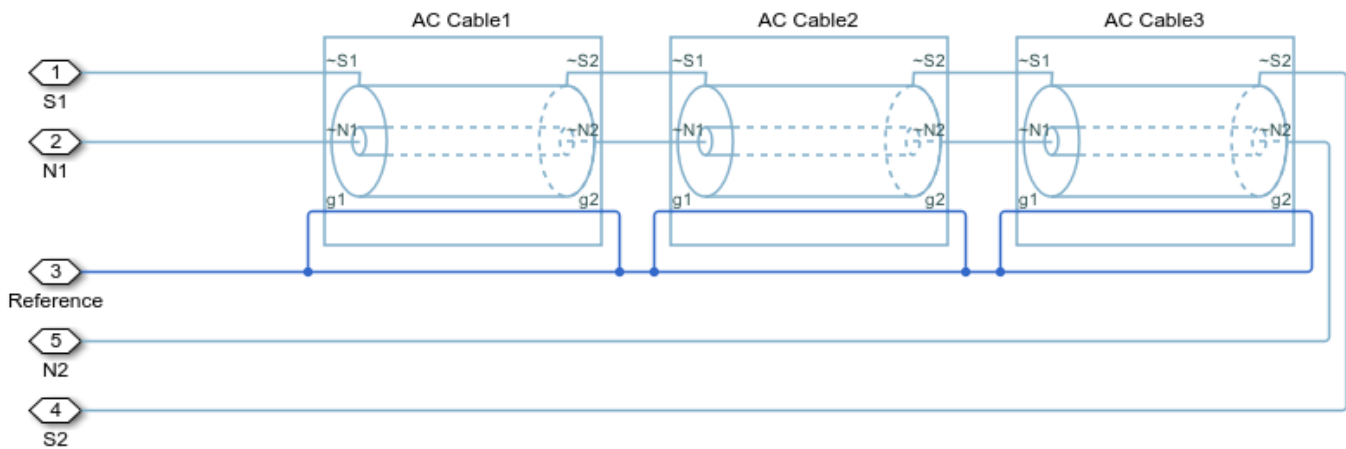 AC Cable1 AC Cable2 AC Cable3
~S1 ~S2 ~S1 ~S2 ~S1 ~S2
1
S1
~N1 ~N2 ~N1 ~N2 ~N1 ~N2
2
N1
g1 g2 g1 g2 g1 g2
3
Reference
5
N2
4
S2